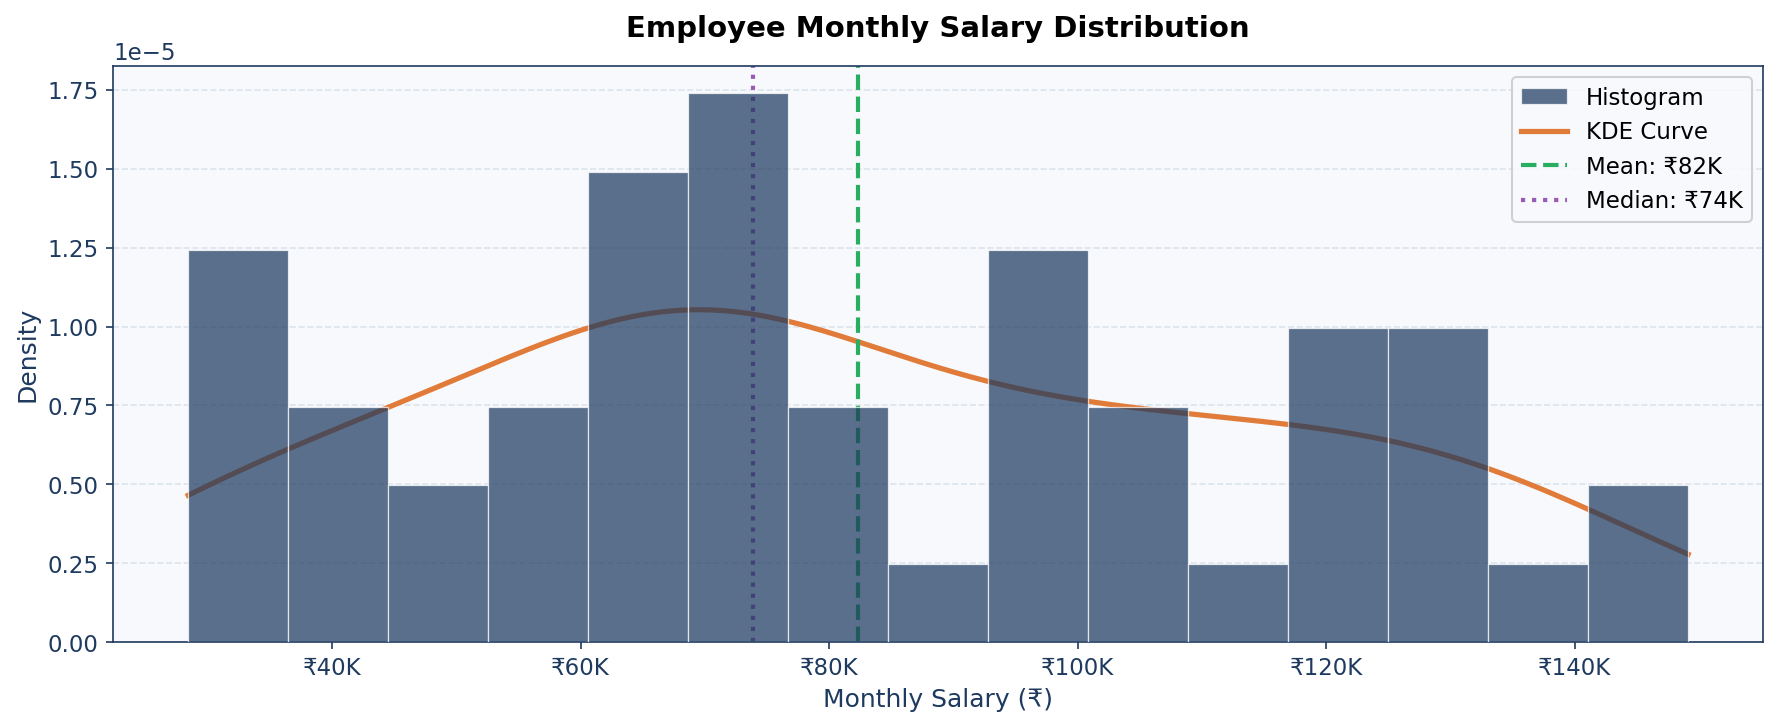 Employee Monthly Salary Distribution
1e−5
1.75
1.50
1.25
1.00
0.75
0.50
0.25
0.00
Density
Histogram
KDE Curve
Mean: ₹82K
Median: ₹74K
₹40K ₹60K ₹80K ₹100K ₹120K ₹140K
Monthly Salary (₹)